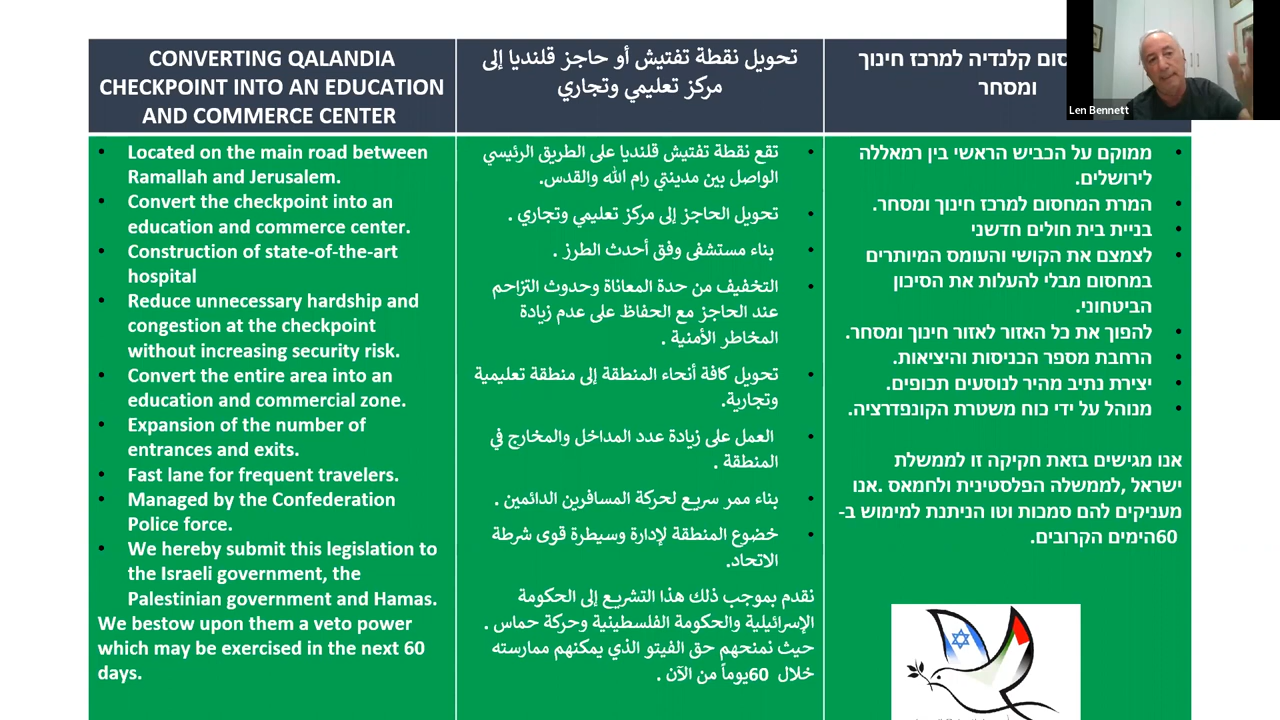 CONVERTING QALANDIA
CHECKPOINT INTO AN EDUCATION
AND COMMERCE CENTER
• Located on the main road between
Ramallah and Jerusalem.
• Convert the checkpoint into an
education and commerce center.
• Construction of state-of-the-art
hospital
• Reduce unnecessary hardship and
congestion at the checkpoint
without increasing security risk.
• Convert the entire area into an
education and commercial zone.
• Expansion of the number of
entrances and exits.
• Fast lane for frequent travelers.
• Managed by the Confederation
Police force.
• We hereby submit this legislation to
the Israeli government, the
Palestinian government and Hamas.
We bestow upon them a veto power
which may be exercised in the next 60
days.
تحويل نقطة تفتيش أو حاجز قلنديا إلى
مركز تعليمي وتجاري
• تقع نقطة تفتيش قلنديا على الطريق الرئيسي
الواصل بين مدينتي رام الله والقدس.
• تحويل الحاجز إلى مركز تعليمي وتجاري .
• بناء مستشفى وفق أحدث الطرز .
• التخفيف من حدة المعاناة وحدوث التزاحم
عند الحاجز مع الحفاظ على عدم زيادة
المخاطر الأمنية .
• تحويل كافة أنحاء المنطقة إلى منطقة تعليمية
وتجارية.
• العمل على زيادة عدد المداخل والمخارج في
المنطقة .
• بناء ممر سريع لحركة المسافرين الدائمين .
• خضوع المنطقة لإدارة وسيطرة قوى شرطة
الاتحاد.
نقدم بموجب ذلك هذا التشريع إلى الحكومة
الإسرائيلية والحكومة الفلسطينية وحركة حماس .
حيث نمنحهم حق الفيتو الذي يمكنهم ممارسته
خلال 60يوماً من الآن .
קלנדיה למרכז חינוך
ומסחר
• ממוקם על הכביש הראשי בין רמאללה
לירושלים.
• המרת המחסום למרכז חינוך ומסחר.
• בניית בית חולים חדשני
• לצמצם את הקושי והעומס המיותרים
במחסום מבלי להעלות את הסיכון
הביטחוני.
• להפוך את כל האזור לאזור חינוך ומסחר.
• הרחבת מספר הכניסות והיציאות.
• יצירת נתיב מהיר לנוסעים תכופים.
• מנוהל על ידי כוח משטרת הקונפדרציה.
אנו מגישים בזאת חקיקה זו לממשלת
ישראל ,לממשלה הפלסטינית ולחמאס .אנו
מעניקים להם סמכות וטו הניתנת למימוש ב-
60הימים הקרובים.
Len Bennett